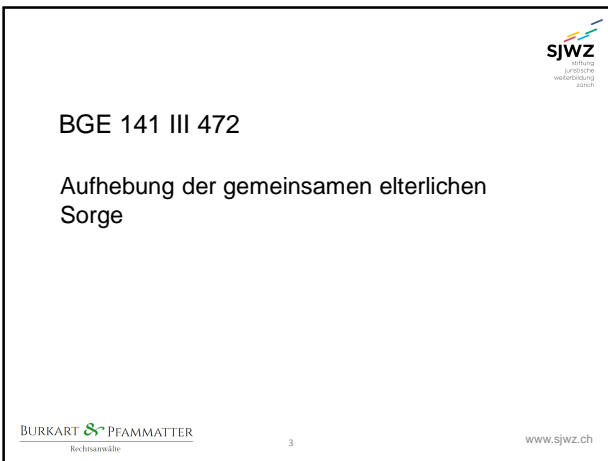 sjwz
stiftung
juristische
weiterbildung
zürich
BGE 141 III 472
Aufhebung der gemeinsamen elterlichen
Sorge
BURKART & PFAMMATTER
Rechtsanwälte
3
www.sjwz.ch